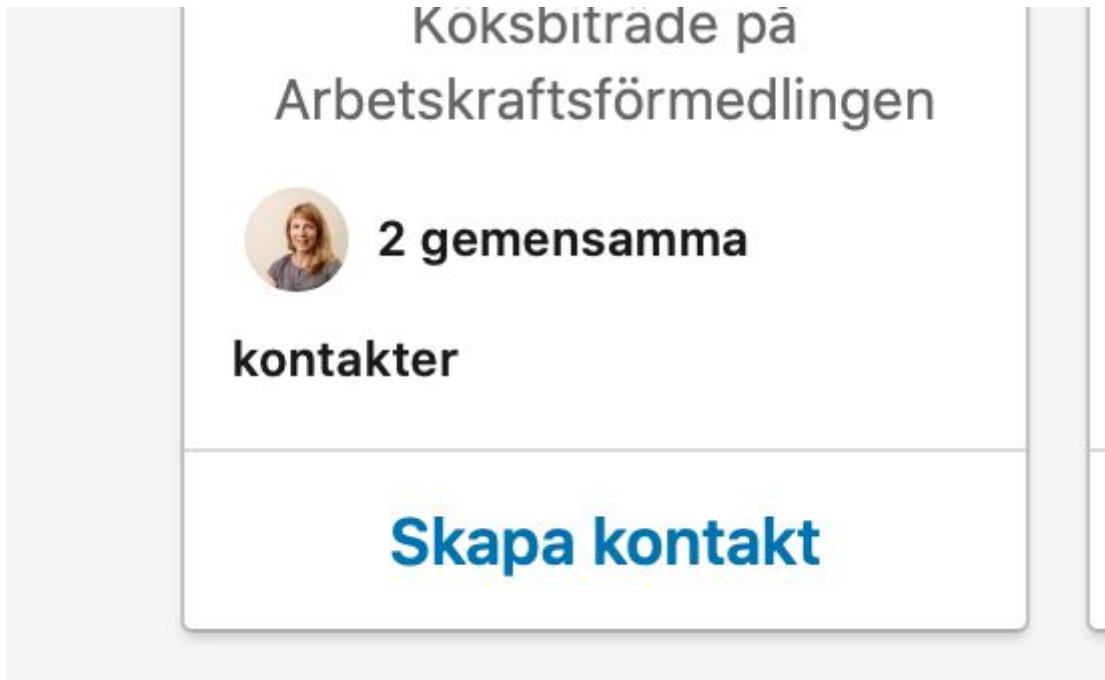 Köksbiträde på
Arbetskraftsförmedlingen
2 gemensamma
kontakter
Skapa kontakt